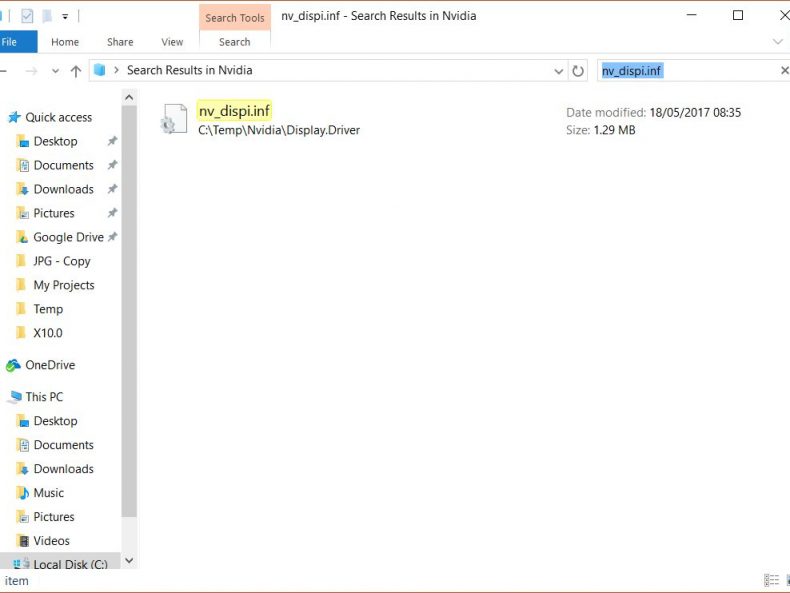 Search Tools
nv_dispi.inf - Search Results in Nvidia
File
Home
Share
View
Search
Search Results in Nvidia
nv_dispi.inf
Quick access
Desktop
Documents
Downloads
Pictures
Google Drive
JPG - Copy
My Projects
Temp
X10.0
OneDrive
This PC
Desktop
Documents
Downloads
Music
Pictures
Videos
Local Disk (C:)
nv_dispi.inf
C:\Temp\Nvidia\Display.Driver
Date modified: 18/05/2017 08:35
Size: 1.29 MB
item